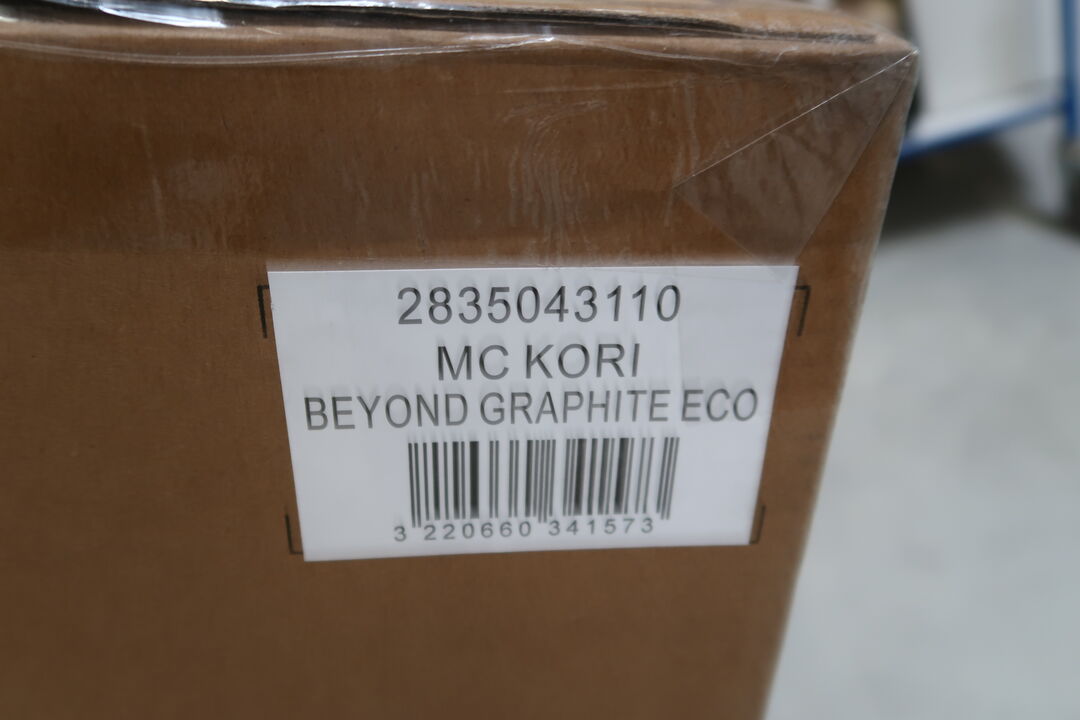 2835043110
MC KORI
BEYOND GRAPHITE ECO
3 220660 341573